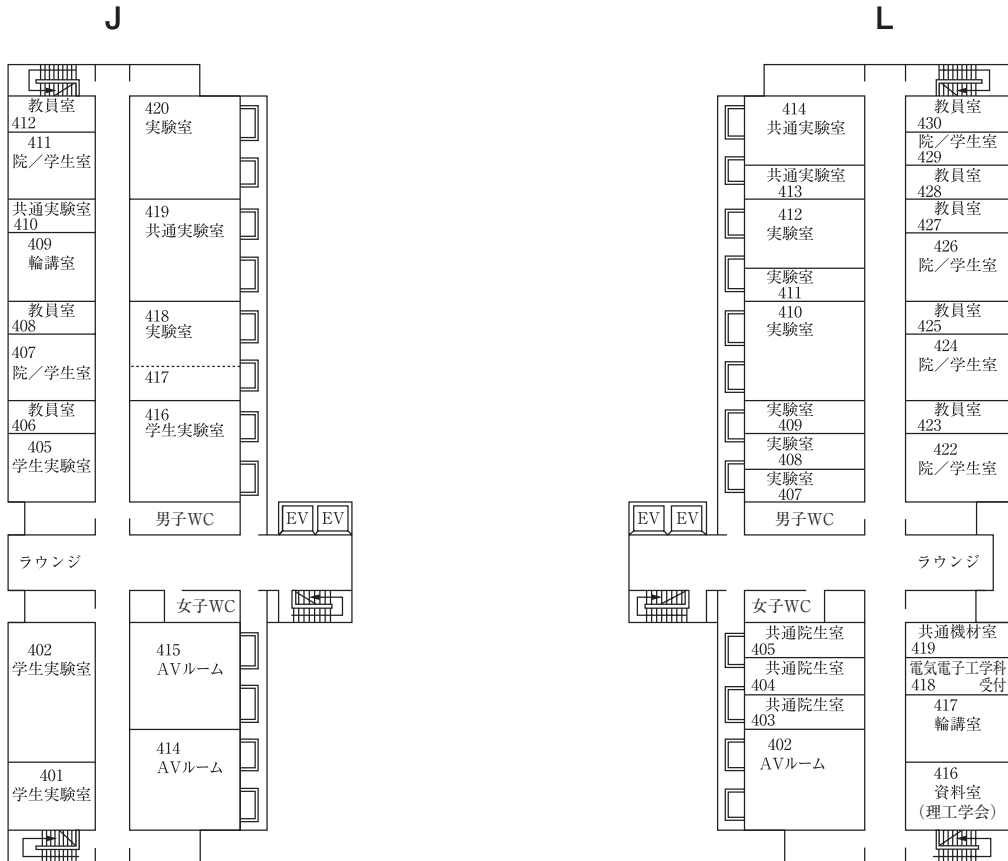 J
教員室
412
411
院／学生室
共通実験室
410
409
輪講室
教員室
408
407
院／学生室
教員室
406
405
学生実験室
420
実験室
419
共通実験室
418
実験室
417
416
学生実験室
男子WC
EV
EV
ラウンジ
女子WC
402
学生実験室
401
学生実験室
415
AVルーム
414
AVルーム
L
414
共通実験室
共通実験室
413
412
実験室
実験室
411
410
実験室
実験室
409
実験室
408
実験室
407
教員室
430
院／学生室
429
教員室
428
教員室
427
426
院／学生室
教員室
425
424
院／学生室
教員室
423
422
院／学生室
EV
EV
男子WC
ラウンジ
女子WC
共通院生室
405
共通院生室
404
共通院生室
403
402
AVルーム
共通機材室
419
電気電子工学科
418 受付
417
輪講室
416
資料室
（理工学会）